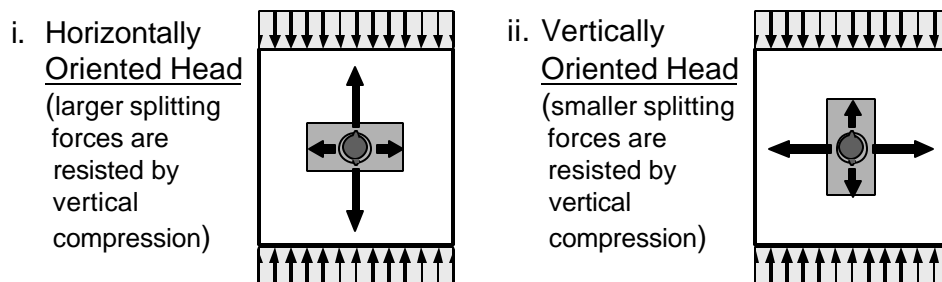 i. Horizontally
Oriented Head
(larger splitting
forces are
resisted by
vertical
compression)
ii. Vertically
Oriented Head
(smaller splitting
forces are
resisted by
vertical
compression)